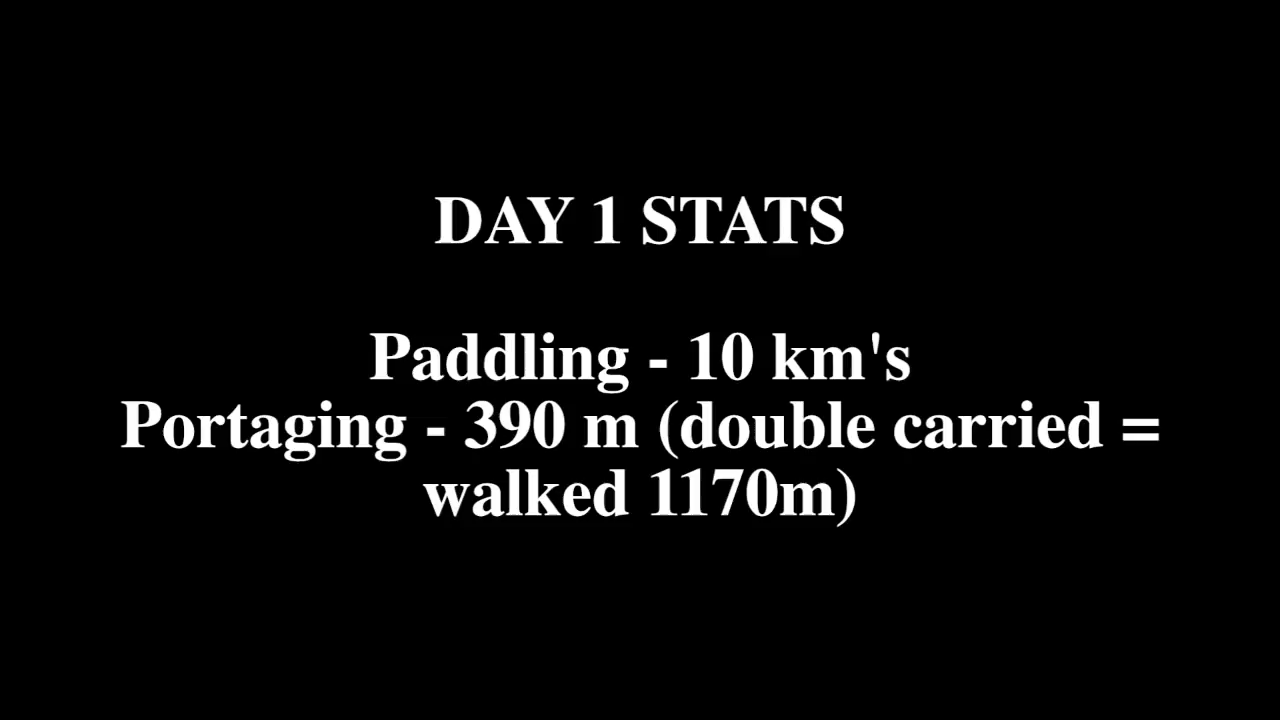 DAY 1 STATS
Paddling - 10 km's
Portaging - 390 m (double carried =
walked 1170m)